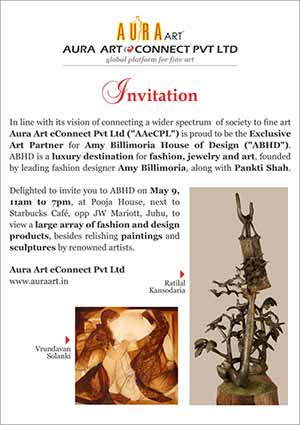 AURA ART
AURA ART eCONNECT PVT LTD
global platform for fine art
Invitation
In line with its vision of connecting a wider spectrum of society to fine art
Aura Art eConnect Pvt Ltd ("AAeCPL") is proud to be the Exclusive
Art Partner for Amy Billimoria House of Design ("ABHD").
ABHD is a luxury destination for fashion, jewelry and art, founded
by leading fashion designer Amy Billimoria, along with Pankti Shah.
Delighted to invite you to ABHD on May 9,
11am to 7pm, at Pooja House, next to
Starbucks Café, opp JW Mariott, Juhu, to
view a large array of fashion and design
products, besides relishing paintings and
sculptures by renowned artists.
Aura Art eConnect Pvt Ltd
www.auraart.in
Ratilal
Kansodaria
Vrundavan
Solanki